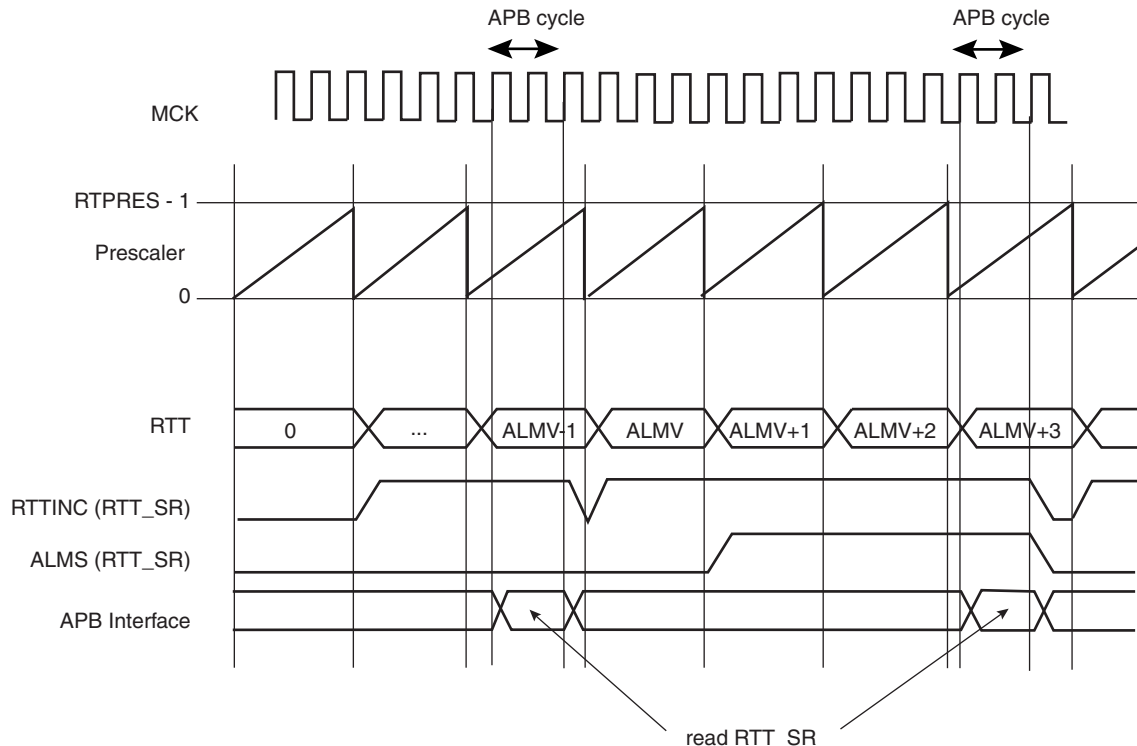 APB cycle
APB cycle
MCK
RTPRES - 1
Prescaler
0
RTT
0
...
ALMV-1
ALMV
ALMV+1
ALMV+2
ALMV+3
RTTINC (RTT_SR)
ALMS (RTT_SR)
APB Interface
read RTT_SR